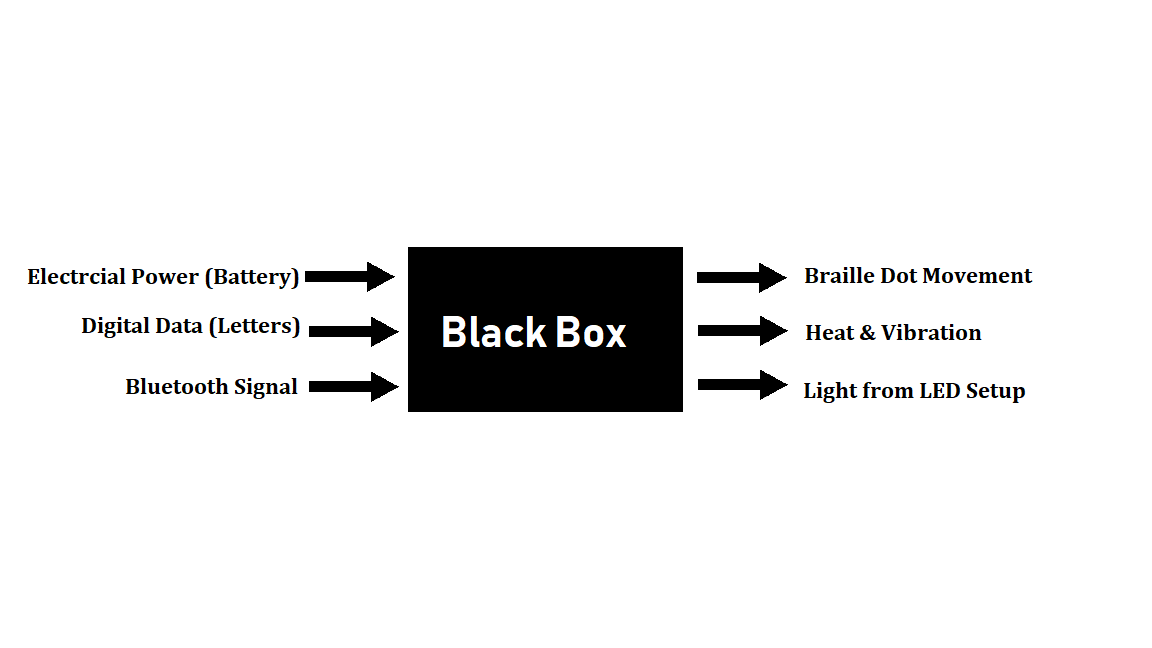 Electrcial Power (Battery)
Digital Data (Letters)
Bluetooth Signal
Black Box
Braille Dot Movement
Heat & Vibration
Light from LED Setup